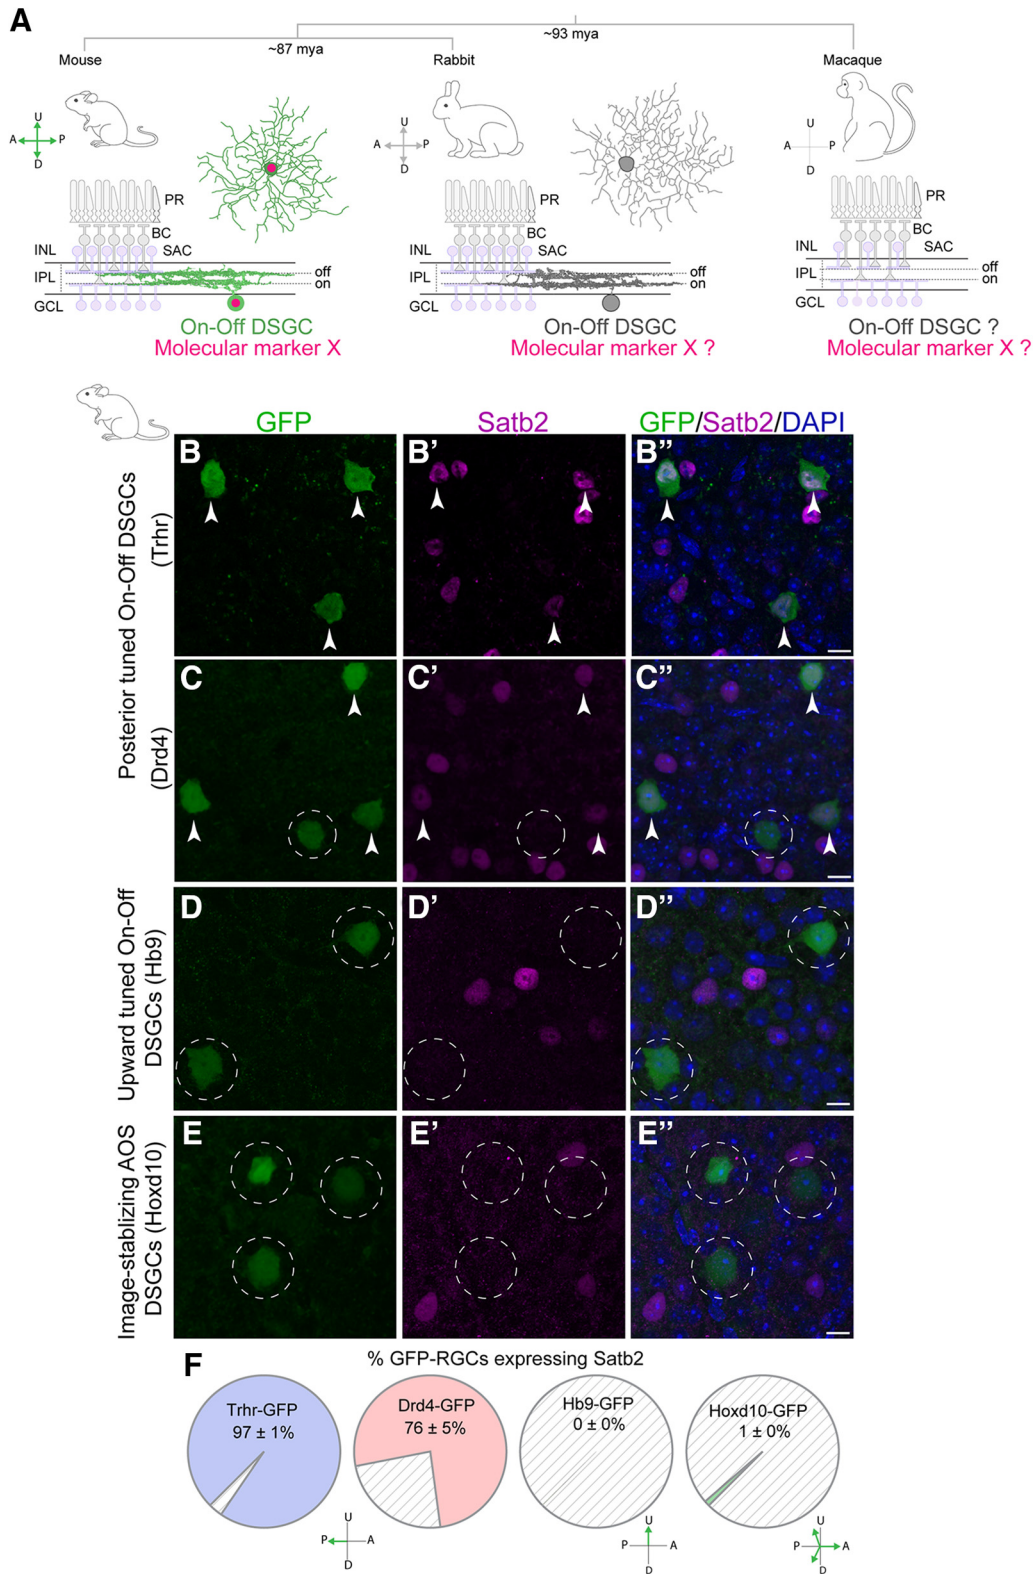 A
~87 mya
~93 mya
Mouse
Rabbit
Macaque
U
A P
D
U
A P
D
U
A P
D
PR
BC
INL SAC
IPL
off
on
GCL
PR
BC
INL SAC
IPL
off
on
GCL
PR
BC
INL SAC
IPL
off
on
GCL
On-Off DSGC
Molecular marker X
On-Off DSGC
Molecular marker X ?
On-Off DSGC ?
Molecular marker X ?
GFP
Satb2
GFP/Satb2/DAPI
Posterior tuned On-Off DSGCs
(Trhr)
(Drd4)
B
B’
B”
C
C’
C”
Upward tuned On-Off
DSGCs (Hb9)
D
D’
D”
Image-stablizing AOS
DSGCs (Hoxd10)
E
E’
E”
F
% GFP-RGCs expressing Satb2
Trhr-GFP
97 ± 1%
Drd4-GFP
76 ± 5%
Hb9-GFP
0 ± 0%
Hoxd10-GFP
1 ± 0%
U
P A
D
U
P A
D
U
P A
D